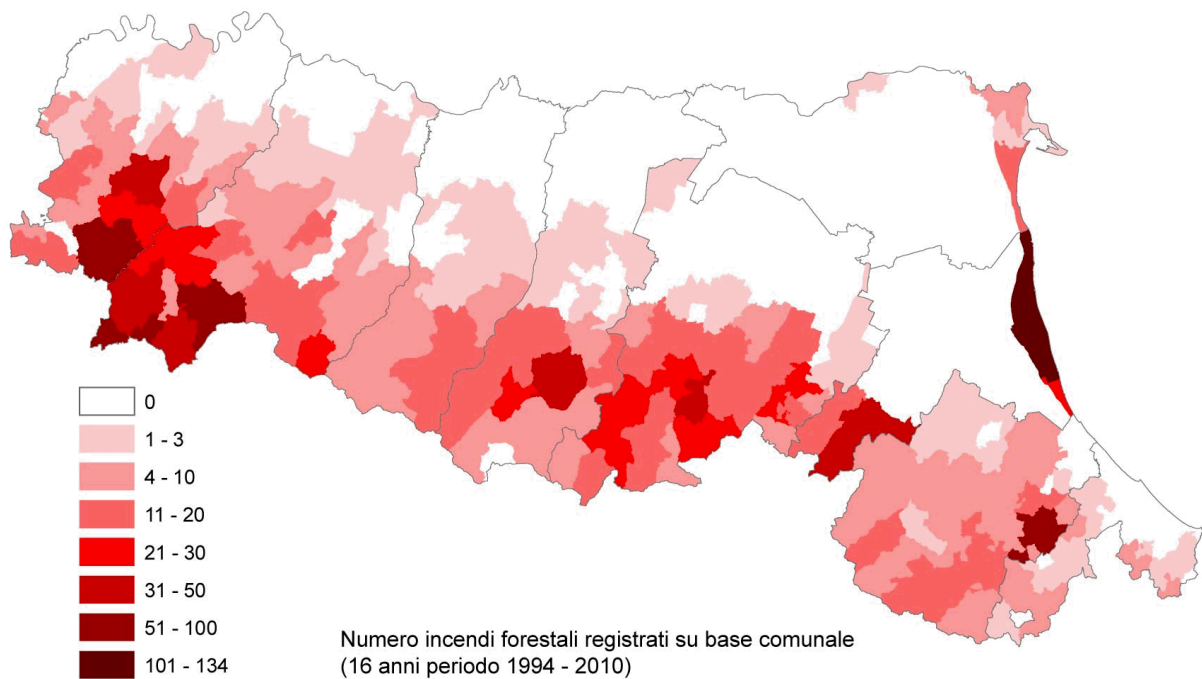 0
1 - 3
4 - 10
11 - 20
21 - 30
31 - 50
51 - 100
101 - 134
Numero incendi forestali registrati su base comunale
(16 anni periodo 1994 - 2010)